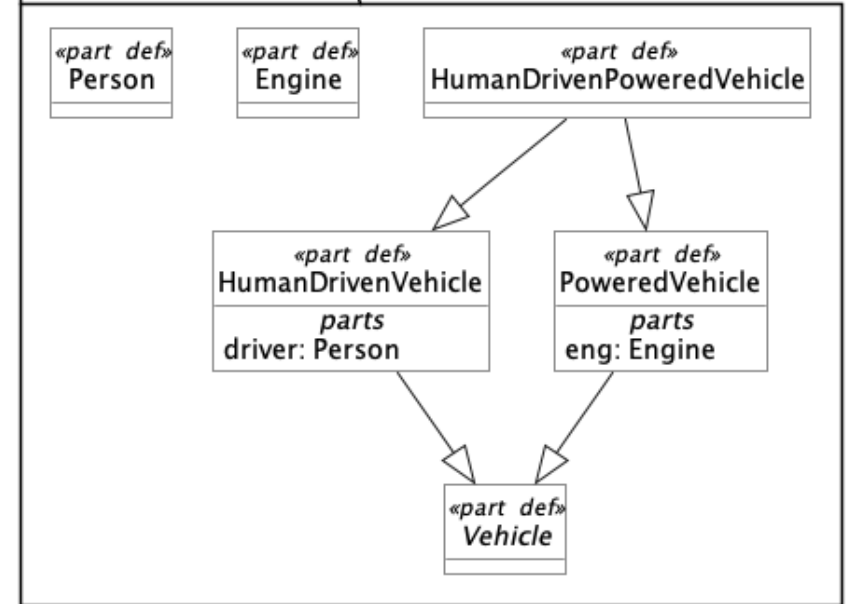 «part def»
Person
«part def»
Engine
«part def»
HumanDrivenPoweredVehicle
«part def»
HumanDrivenVehicle
parts
driver: Person
«part def»
PoweredVehicle
parts
eng: Engine
«part def»
Vehicle